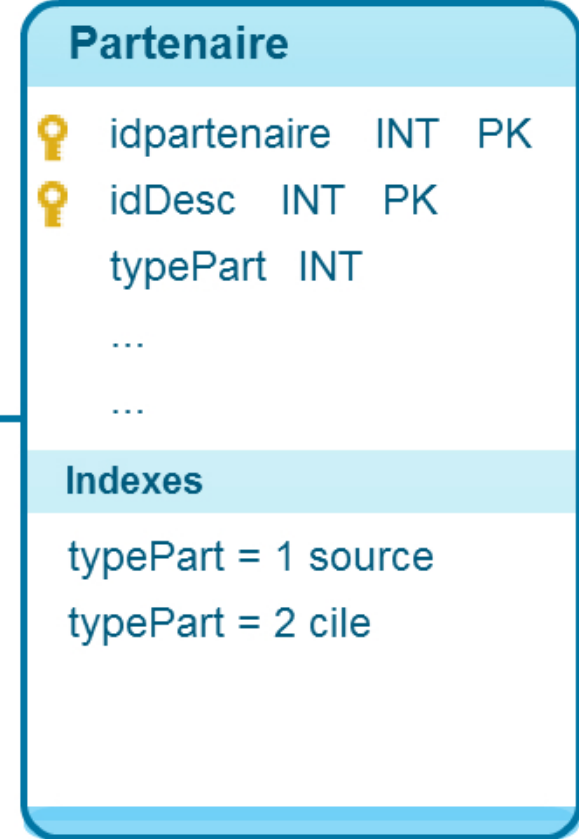 Partenaire
idpartenaire INT PK
idDesc INT PK
typePart INT
...
...
Indexes
typePart = 1 source
typePart = 2 cile